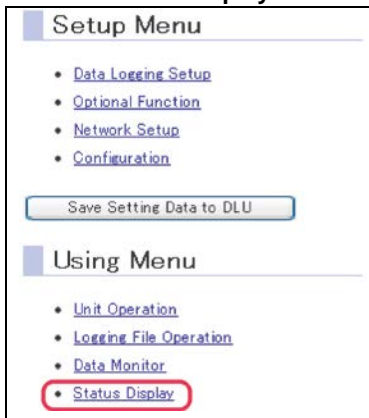 Setup Menu
• Data Logging Setup
• Optional Function
• Network Setup
• Configuration
Save Setting Data to DLU
Using Menu
• Unit Operation
• Logging File Operation
• Data Monitor
• Status Display